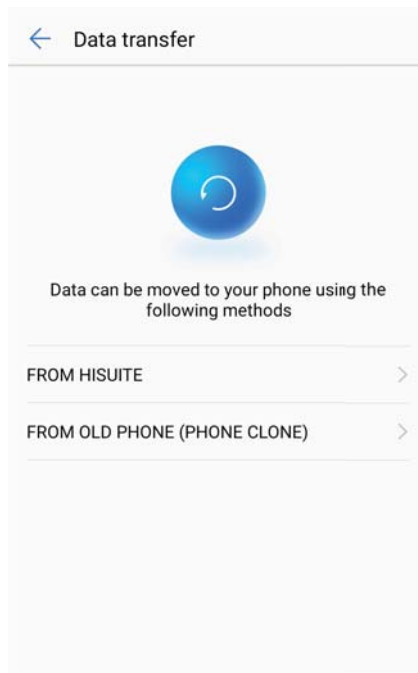 Data transfer
Data can be moved to your phone using the
following methods
FROM HISUITE
FROM OLD PHONE (PHONE CLONE)